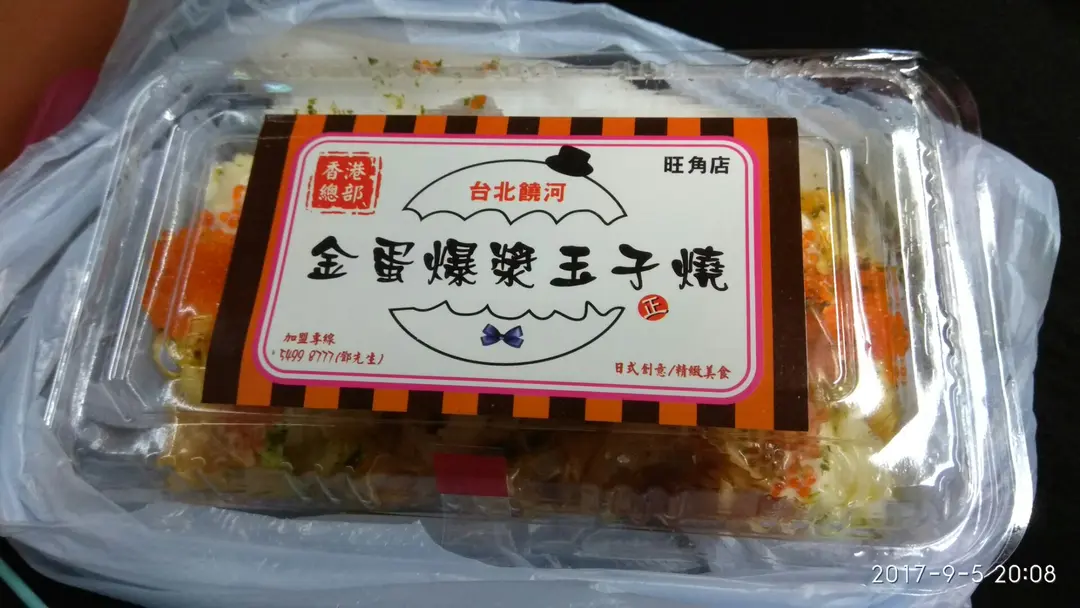 香港
總部
旺角店
台北饒河
金蛋爆漿玉子燒
正
加盟專線
5499 8777(鄧先生)
日式創意/精緻美食
2017-9-5 20:08